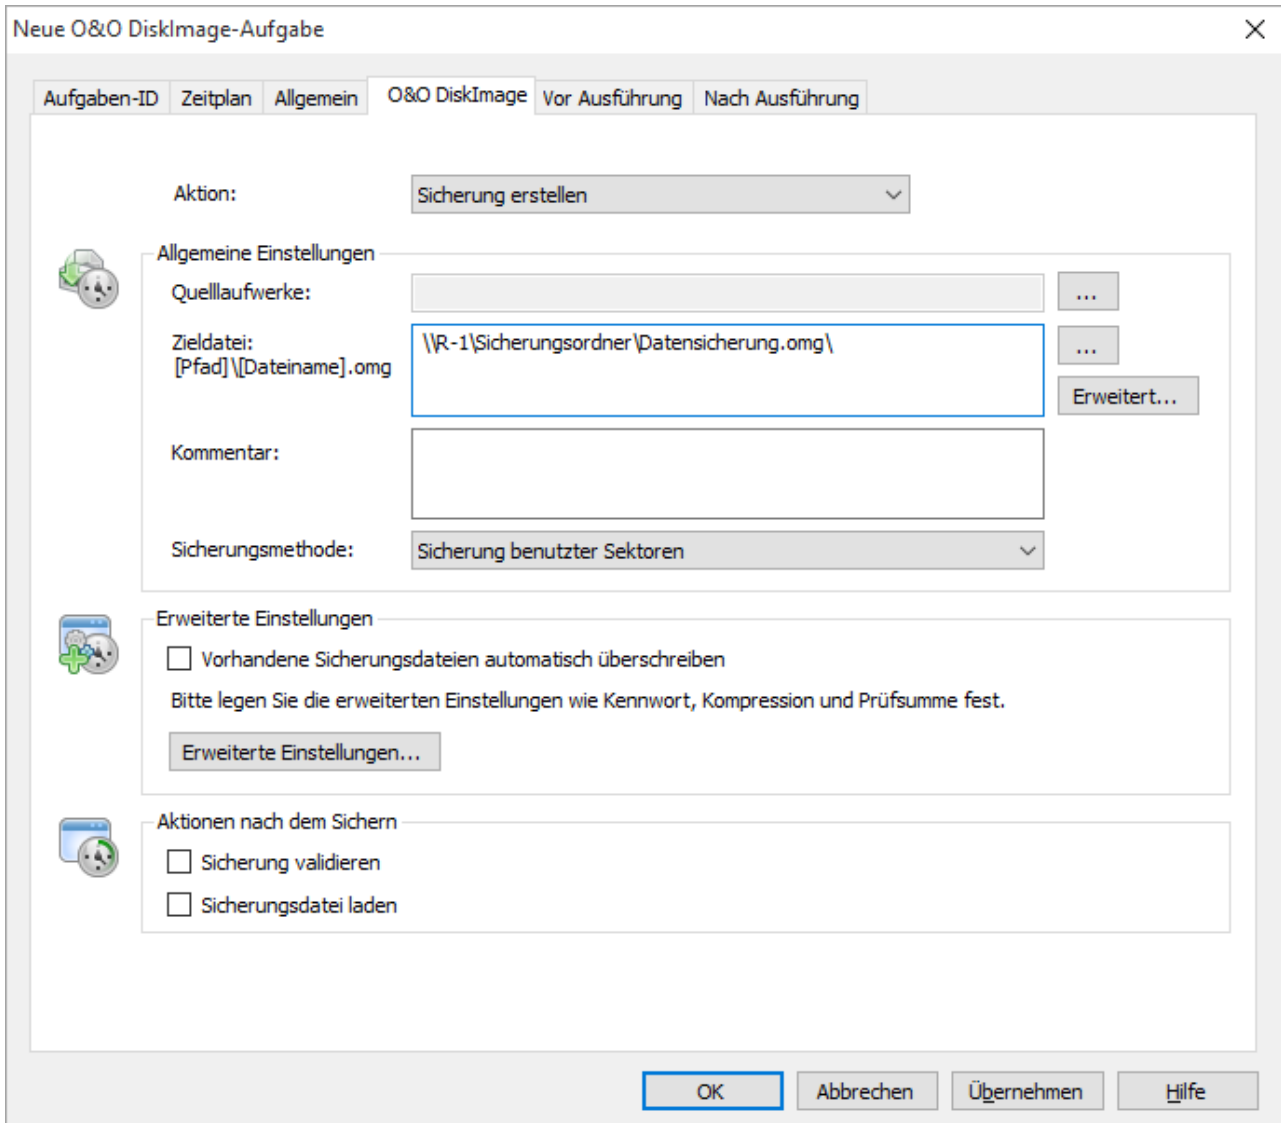 Neue O&O DiskImage-Aufgabe
Aufgaben-ID Zeitplan Allgemein O&O DiskImage Vor Ausführung Nach Ausführung
Aktion: Sicherung erstellen
Allgemeine Einstellungen
Quelllaufwerke: ...
Zieldatei: \\R-1\Sicherungsordner\Datensicherung.omg\ ...
[Pfad]\[Dateiname].omg
Erweitert...
Kommentar:
Sicherungsmethode: Sicherung benutzter Sektoren
Erweiterte Einstellungen
Vorhandene Sicherungsdateien automatisch überschreiben
Bitte legen Sie die erweiterten Einstellungen wie Kennwort, Kompression und Prüfsumme fest.
Erweiterte Einstellungen...
Aktionen nach dem Sichern
Sicherung validieren
Sicherungsdatei laden
OK Abbrechen Übernehmen Hilfe